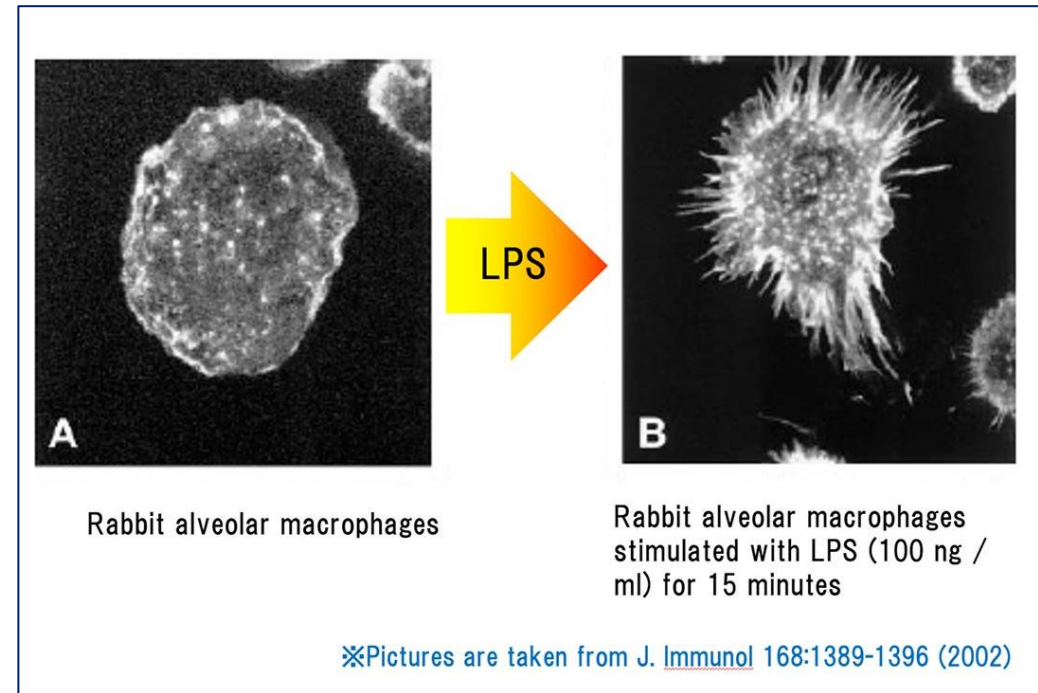 LPS
A
B
Rabbit alveolar macrophages
Rabbit alveolar macrophages
stimulated with LPS (100 ng /
ml) for 15 minutes
※Pictures are taken from J. Immunol 168:1389-1396 (2002)